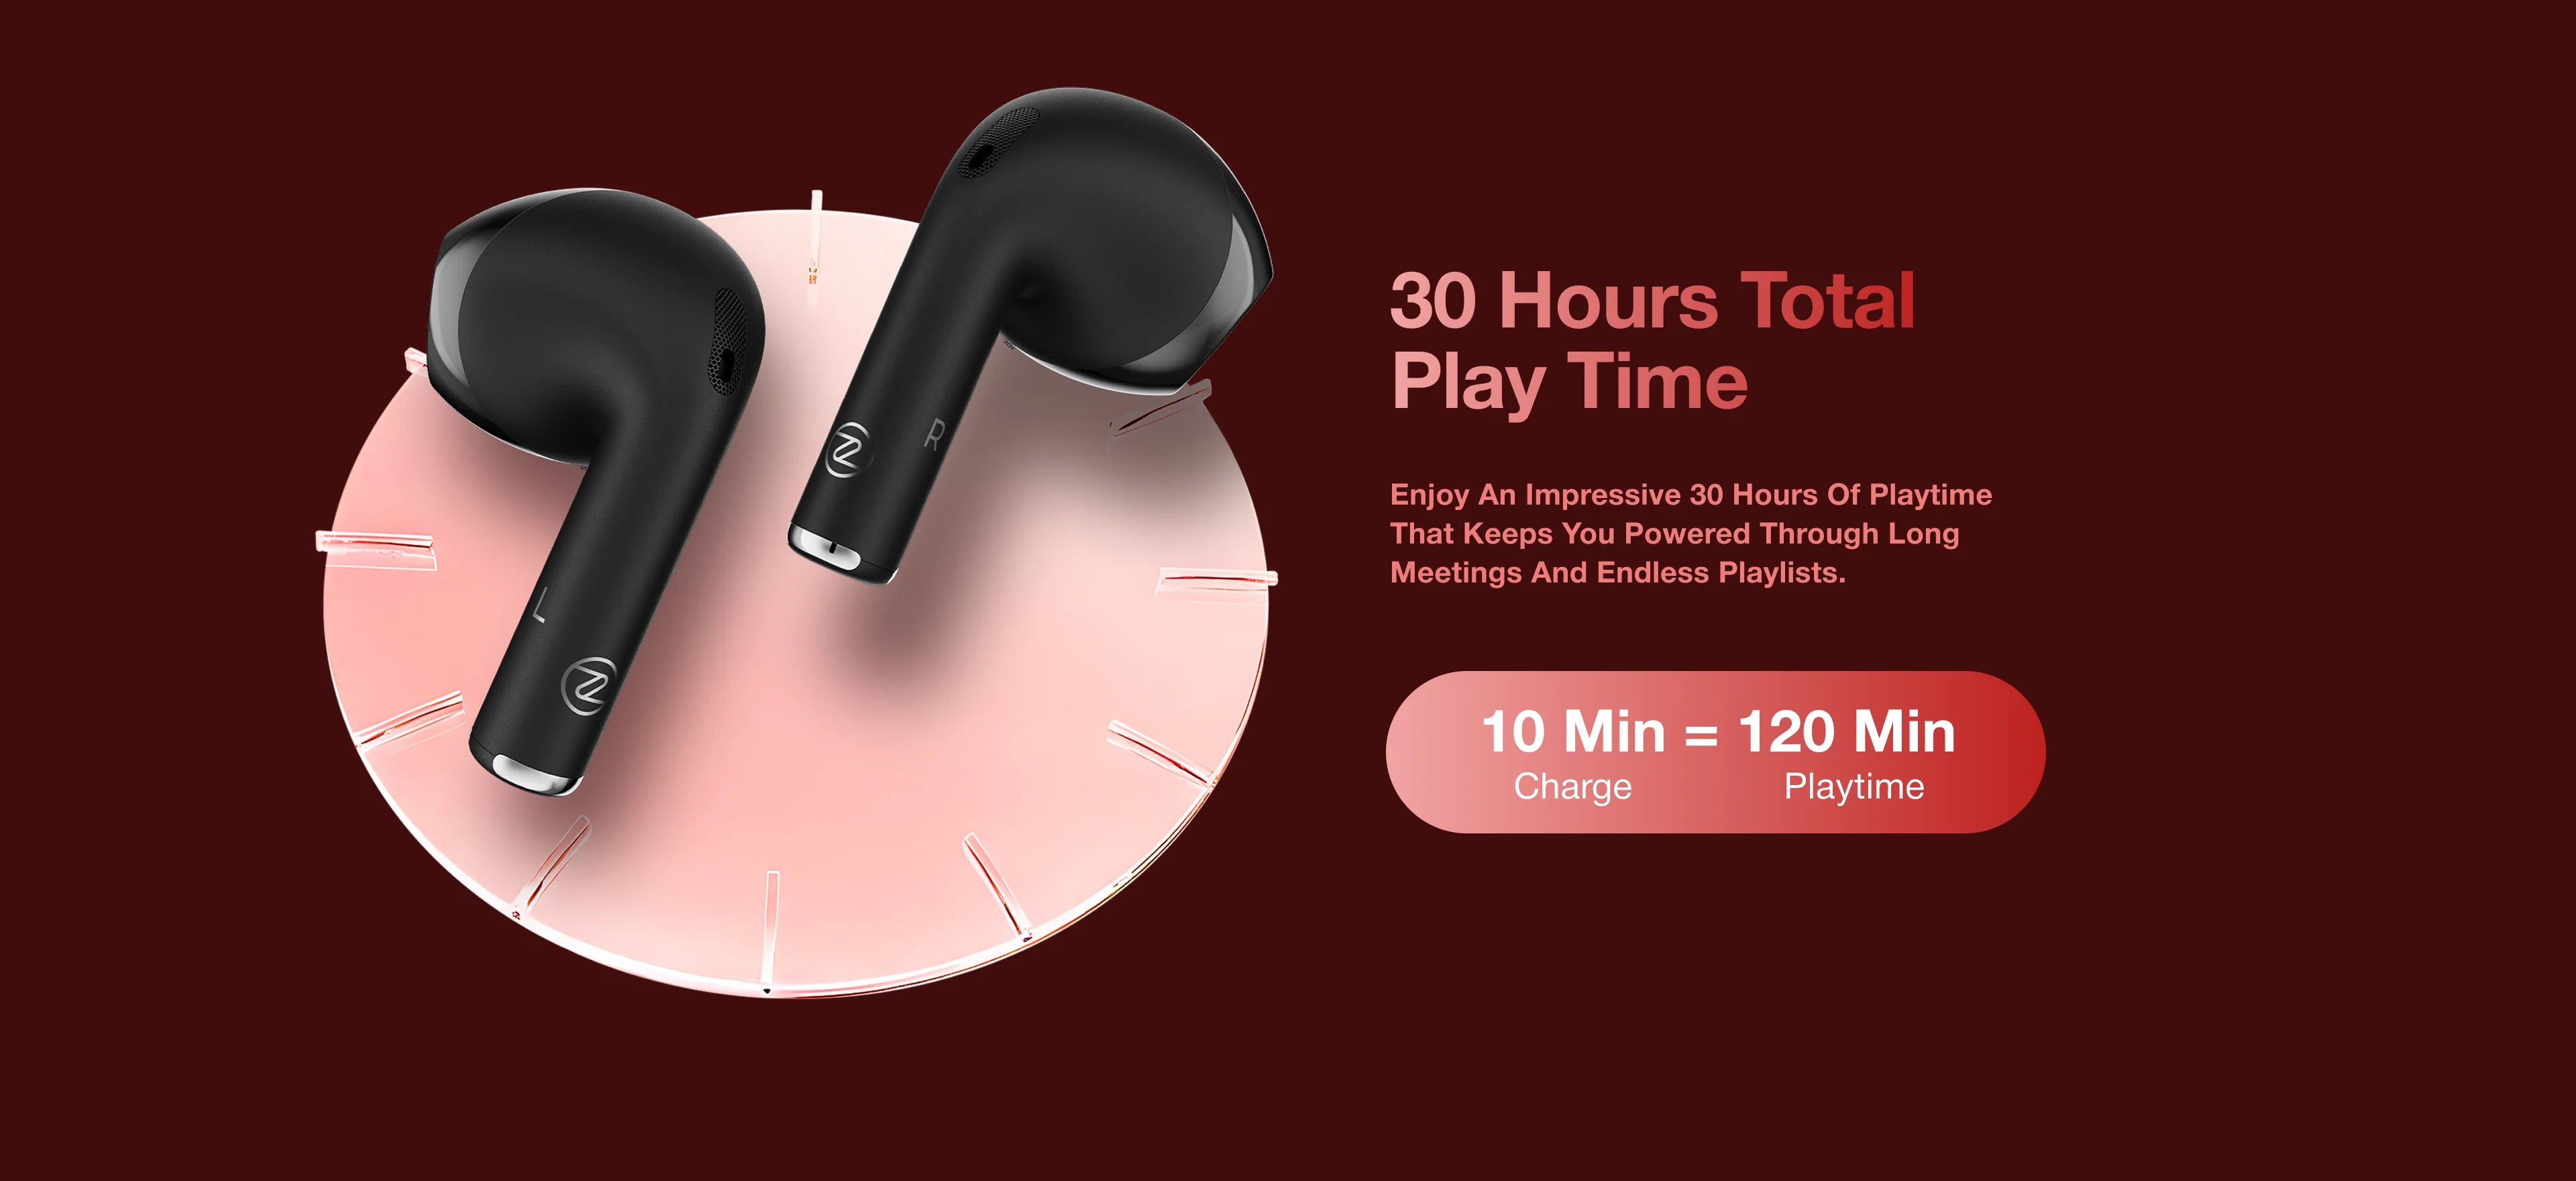 L
R
30 Hours Total
Play Time
Enjoy An Impressive 30 Hours Of Playtime
That Keeps You Powered Through Long
Meetings And Endless Playlists.
10 Min = 120 Min
Charge Playtime